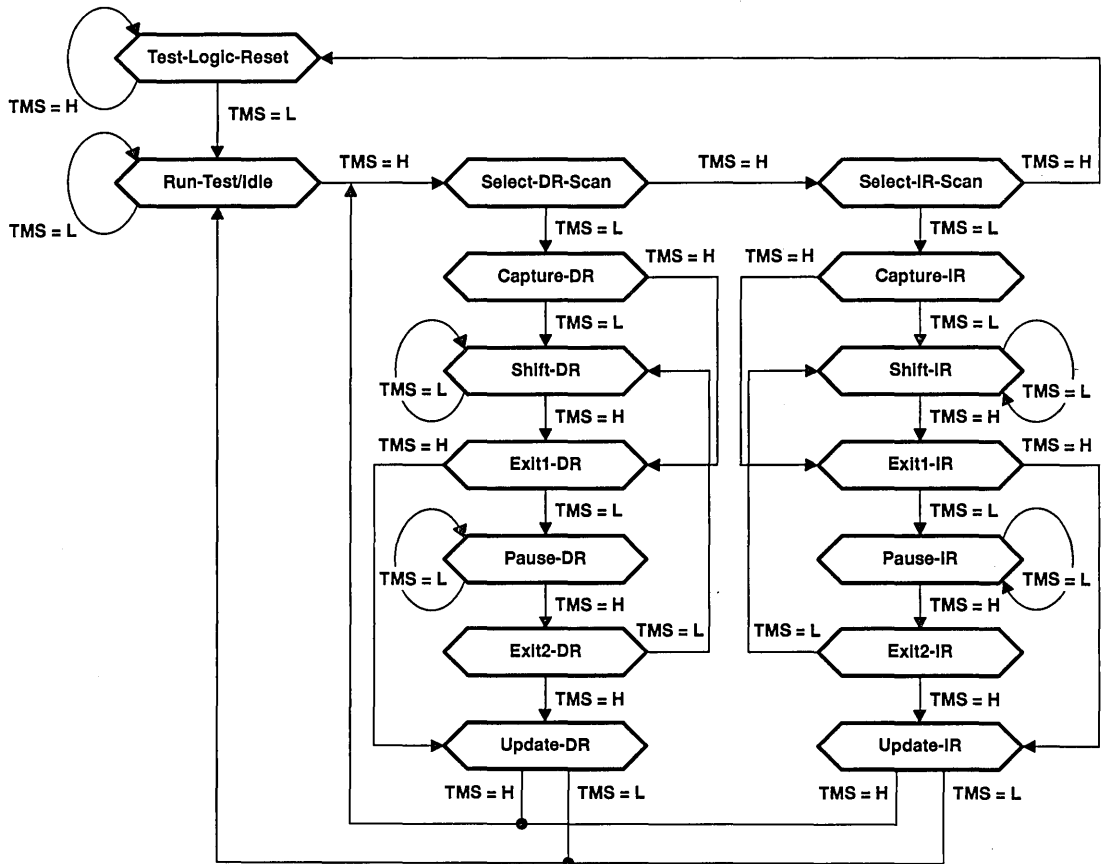 Test-Logic-Reset
TMS = H
TMS = L
Run-Test/Idle
TMS = H
Select-DR-Scan
TMS = H
Select-IR-Scan
TMS = H
TMS = L
TMS = L
TMS = L
TMS = H
TMS = H
Capture-DR
Capture-IR
TMS = L
TMS = L
Shift-DR
Shift-IR
TMS = L
TMS = L
TMS = H
TMS = H
TMS = H
TMS = H
Exit1-DR
Exit1-IR
TMS = L
TMS = L
Pause-DR
Pause-IR
TMS = L
TMS = L
TMS = H
TMS = H
TMS = L
TMS = L
Exit2-DR
Exit2-IR
TMS = H
TMS = H
Update-DR
Update-IR
TMS = H
TMS = L
TMS = H
TMS = L